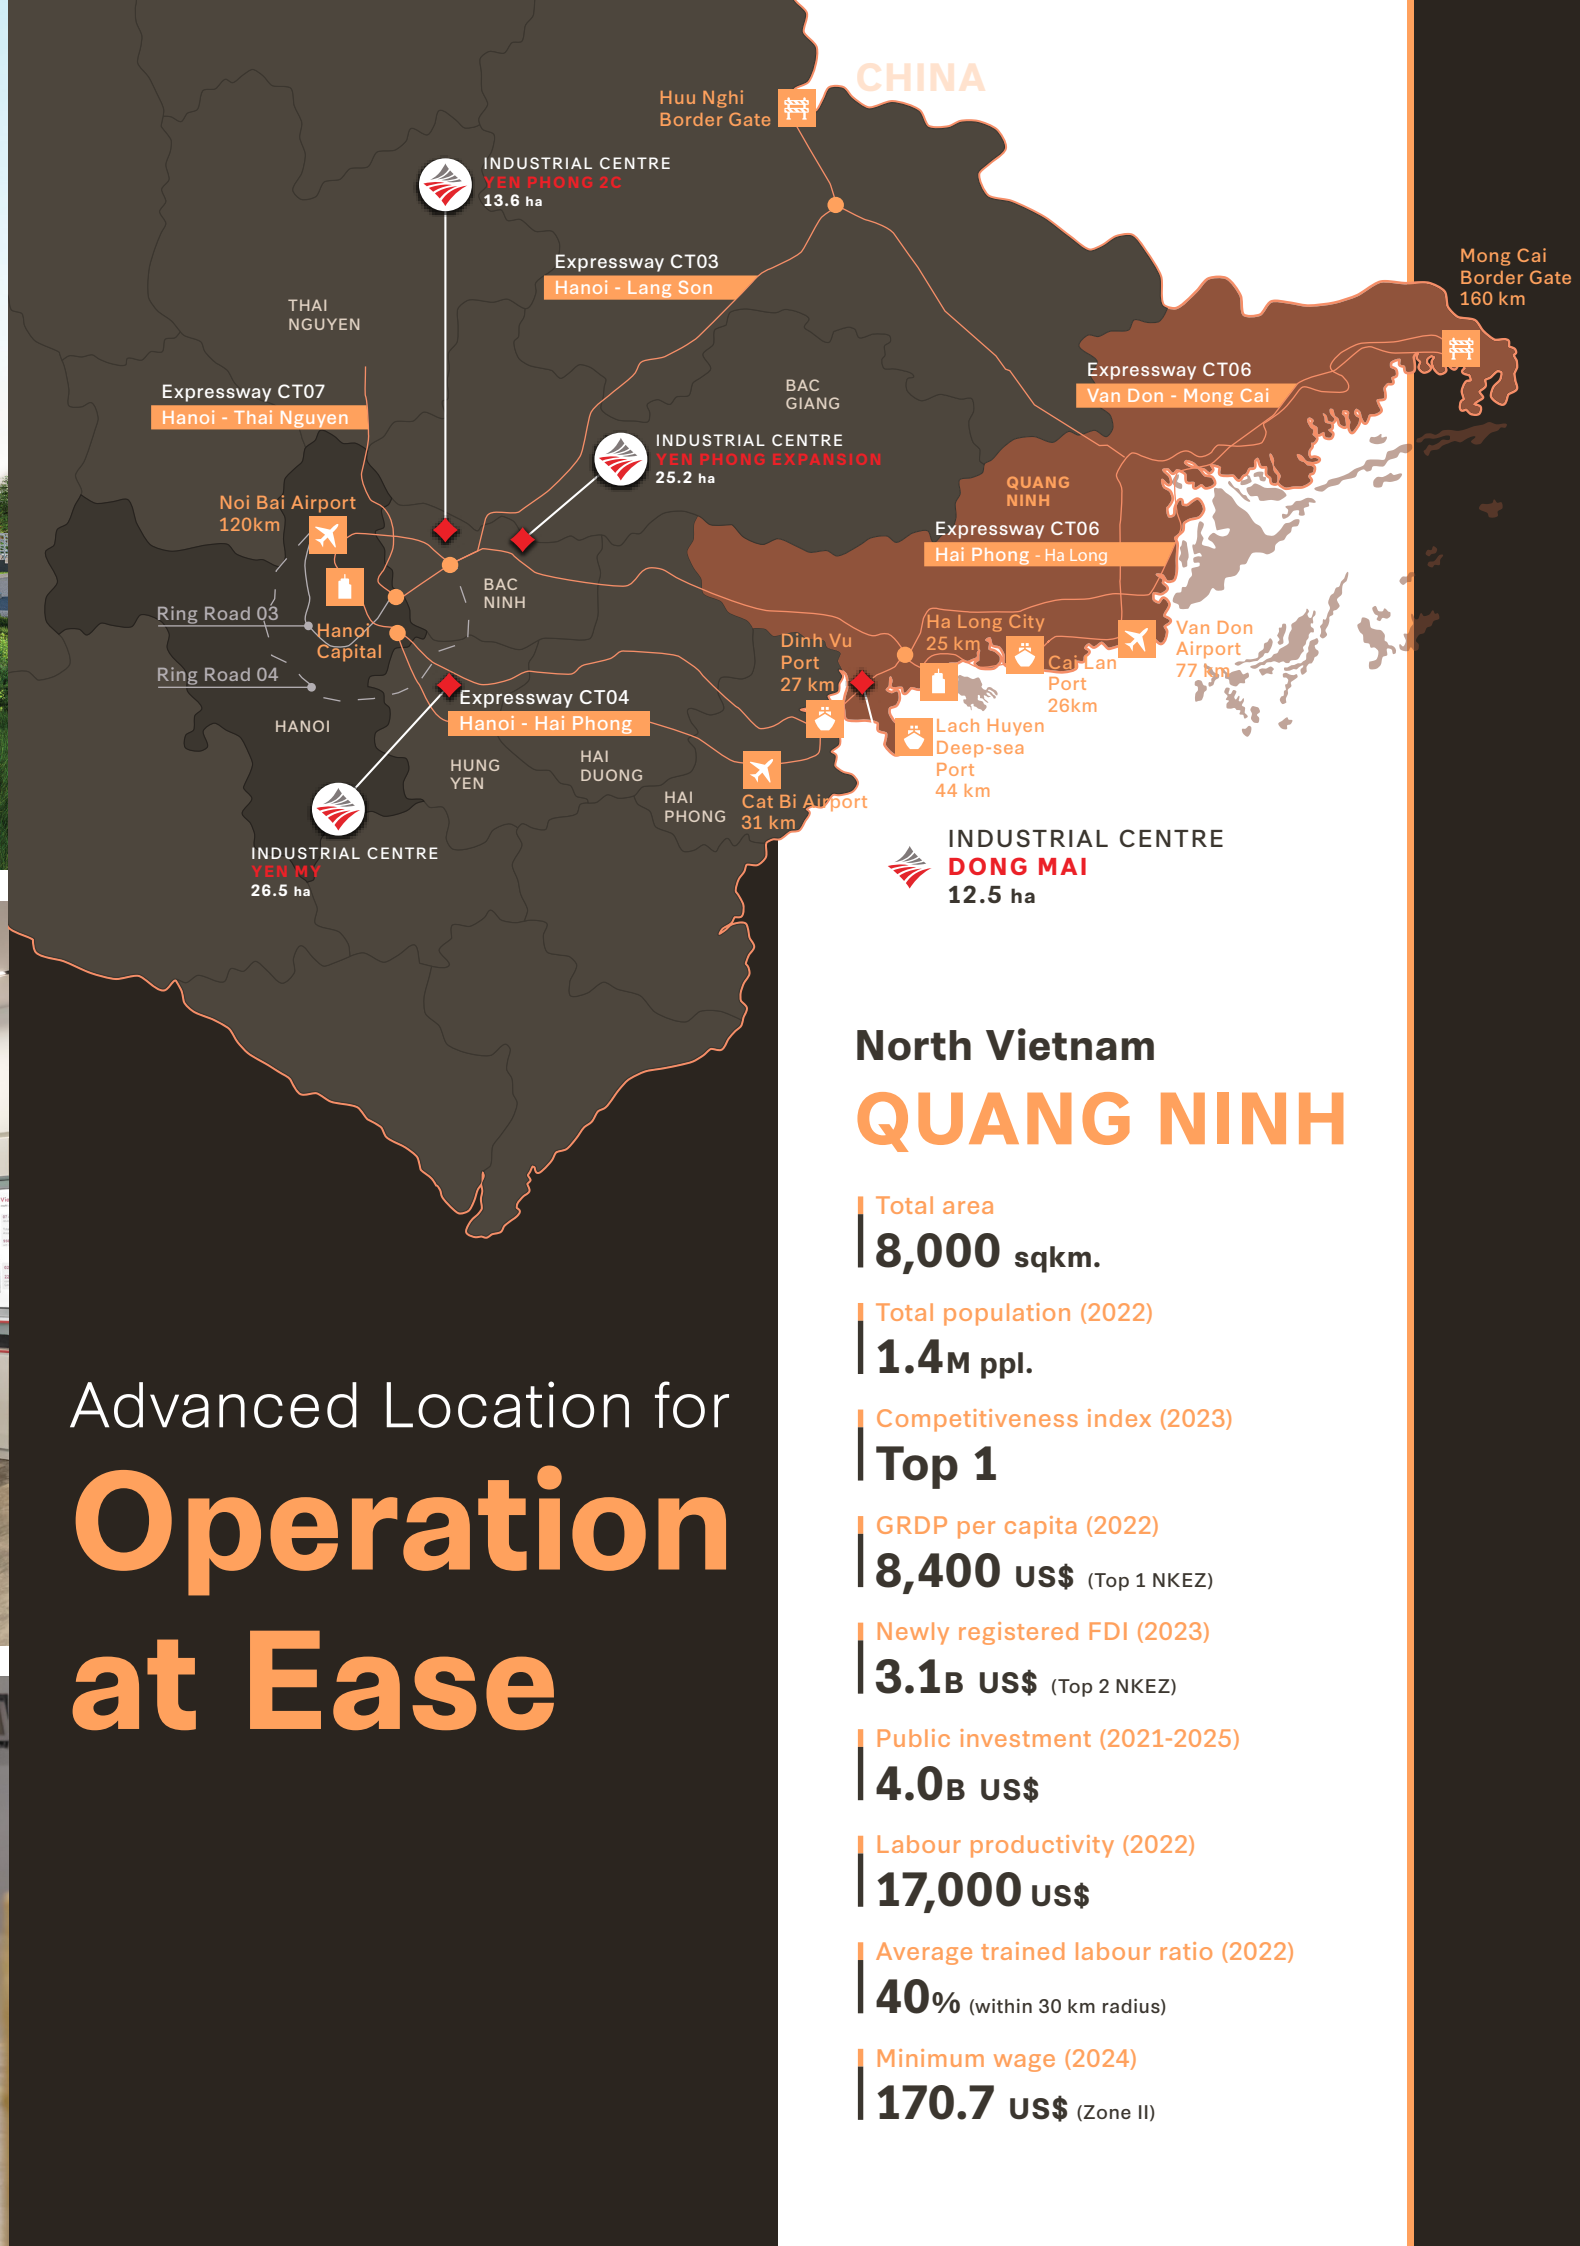 CHINA
Huu Nghi
Border Gate
INDUSTRIAL CENTRE
YEN PHONG 2C
13.6 ha
Expressway CT03
Hanoi - Lang Son
Mong Cai
Border Gate
160 km
THAI
NGUYEN
Expressway CT07
Hanoi - Thai Nguyen
BAC
GIANG
Expressway CT06
Van Don - Mong Cai
INDUSTRIAL CENTRE
YEN PHONG EXPANSION
25.2 ha
QUANG
NINH
Expressway CT06
Hai Phong - Ha Long
Noi Bai Airport
120km
BAC
NINH
Ring Road 03
Hanoi
Capital
Ring Road 04
Dinh Vu
Port
27 km
Ha Long City
25 km
Cai Lan
Port
26km
Van Don
Airport
77 km
Expressway CT04
Hanoi - Hai Phong
HANOI
HUNG
YEN
HAI
DUONG
HAI
PHONG
Cat Bi Airport
31 km
Lach Huyen
Deep-sea
Port
44 km
INDUSTRIAL CENTRE
YEN MY
26.5 ha
INDUSTRIAL CENTRE
DONG MAI
12.5 ha
North Vietnam
QUANG NINH
Total area
8,000 sqkm.
Total population (2022)
1.4M ppl.
Competitiveness index (2023)
Top 1
GRDP per capita (2022)
8,400 US$ (Top 1 NKEZ)
Newly registered FDI (2023)
3.1B US$ (Top 2 NKEZ)
Public investment (2021-2025)
4.0B US$
Labour productivity (2022)
17,000 US$
Average trained labour ratio (2022)
40% (within 30 km radius)
Minimum wage (2024)
170.7 US$ (Zone II)
Advanced Location for
Operation
at Ease